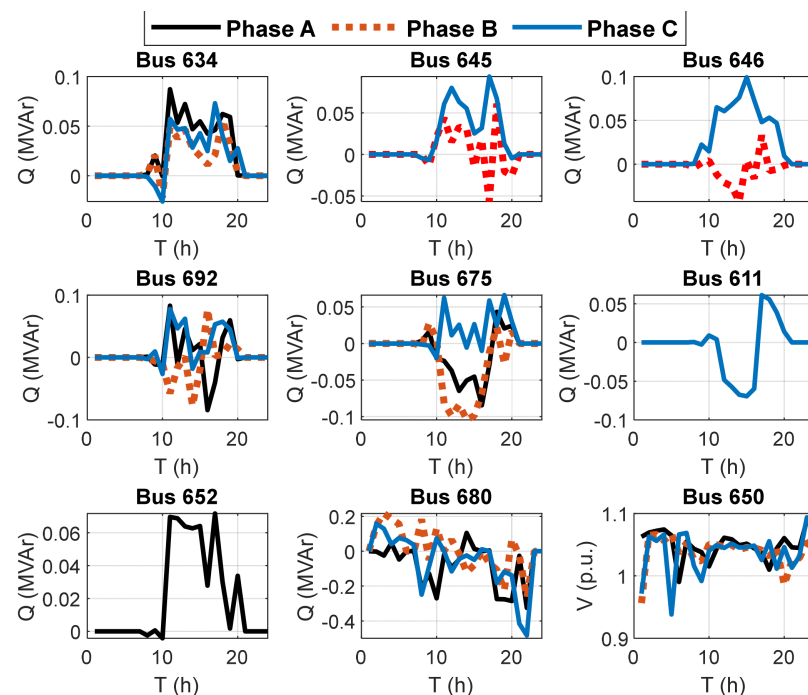 Phase A Phase B Phase C
Bus 634 Bus 645 Bus 646
Q (MVAr) 0.1 0.05 0 0 10 20 T (h)
Q (MVAr) 0.05 0 -0.05 0 10 20 T (h)
Q (MVAr) 0.1 0.05 0 0 10 20 T (h)
Bus 692 Bus 675 Bus 611
Q (MVAr) 0.1 0 -0.1 0 10 20 T (h)
Q (MVAr) 0.05 0 -0.05 -0.1 0 10 20 T (h)
Q (MVAr) 0.05 0 -0.05 -0.1 0 10 20 T (h)
Bus 652 Bus 680 Bus 650
Q (MVAr) 0.06 0.04 0.02 0 0 10 20 T (h)
Q (MVAr) 0.2 0 -0.2 -0.4 0 10 20 T (h)
V (p.u.) 1.1 1 0.9 0 10 20 T (h)